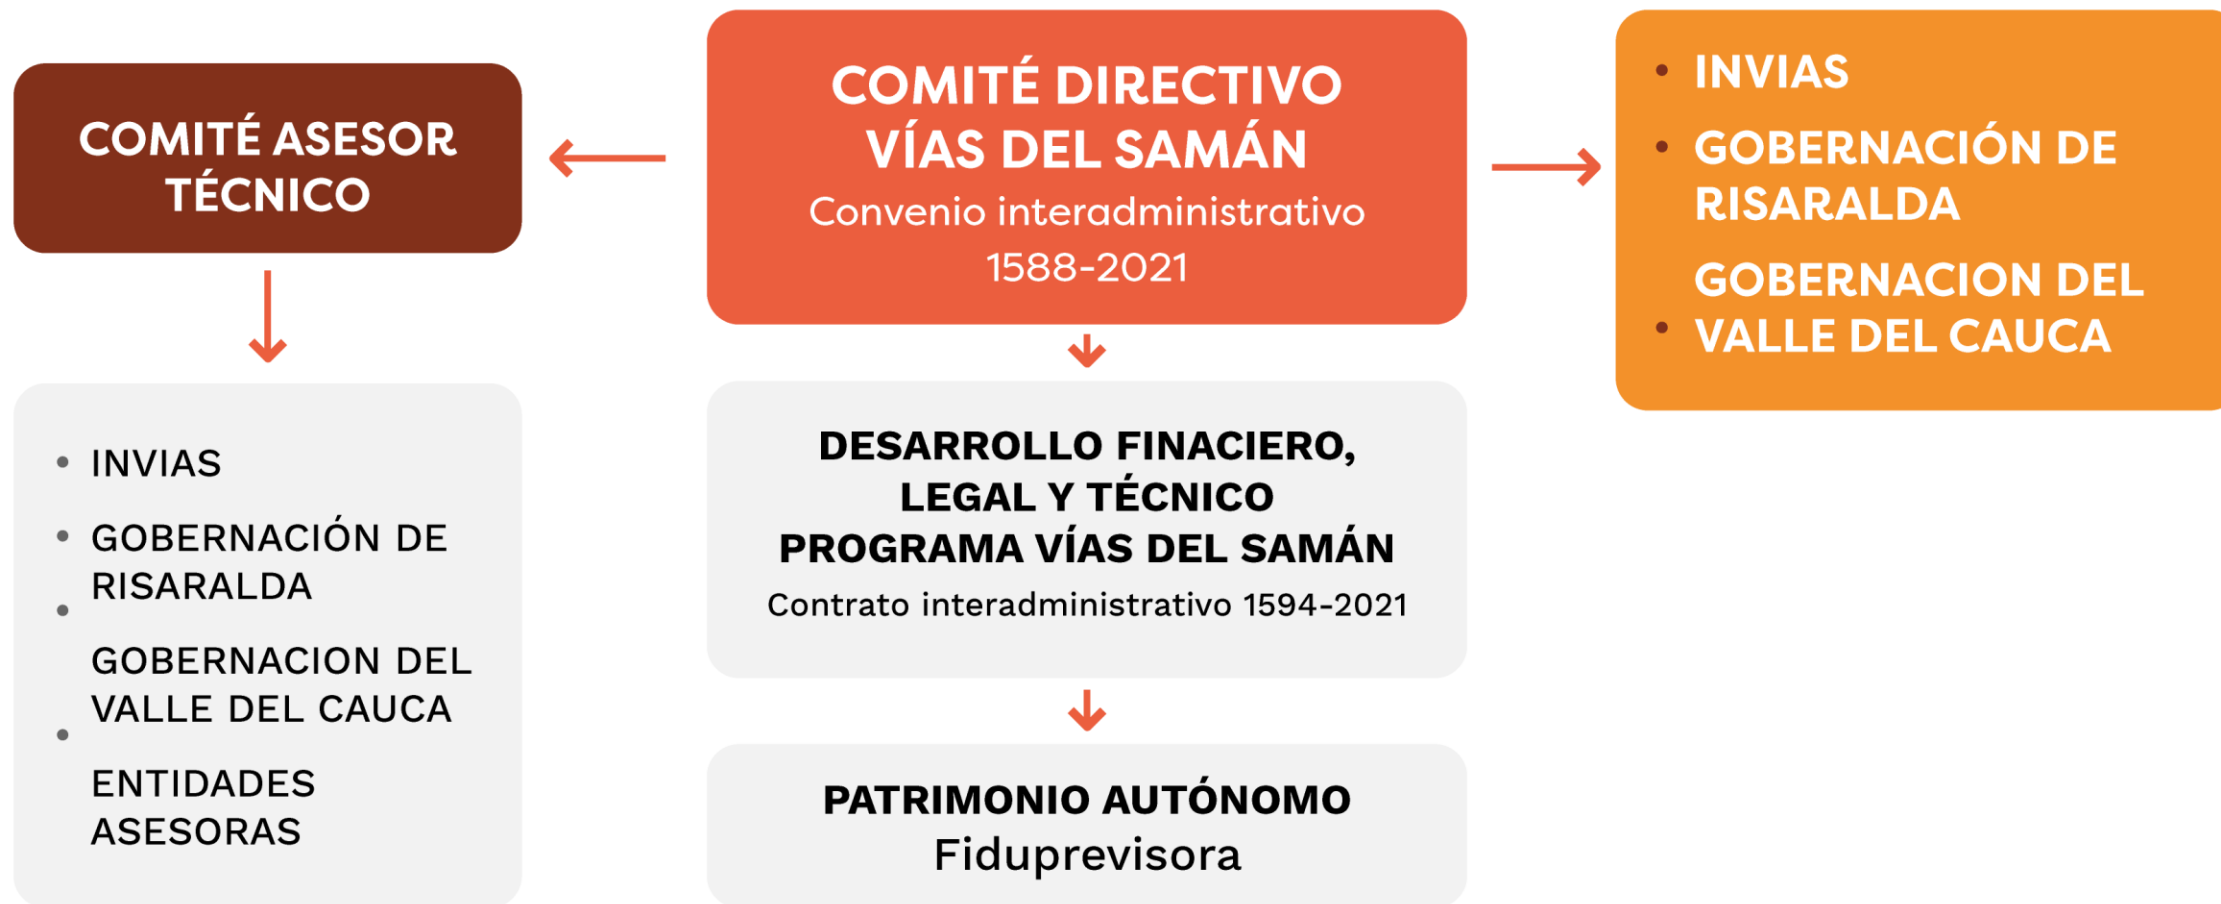 COMITÉ ASESOR
TÉCNICO
• INVIAS
• GOBERNACIÓN DE
RISARALDA
• GOBERNACION DEL
VALLE DEL CAUCA
• ENTIDADES
ASESORAS
COMITÉ DIRECTIVO
VÍAS DEL SAMÁN
Convenio interadministrativo
1588-2021
DESARROLLO FINACIERO,
LEGAL Y TÉCNICO
PROGRAMA VÍAS DEL SAMÁN
Contrato interadministrativo 1594-2021
PATRIMONIO AUTÓNOMO
Fiduprevisora
• INVIAS
• GOBERNACIÓN DE
RISARALDA
• GOBERNACION DEL
VALLE DEL CAUCA